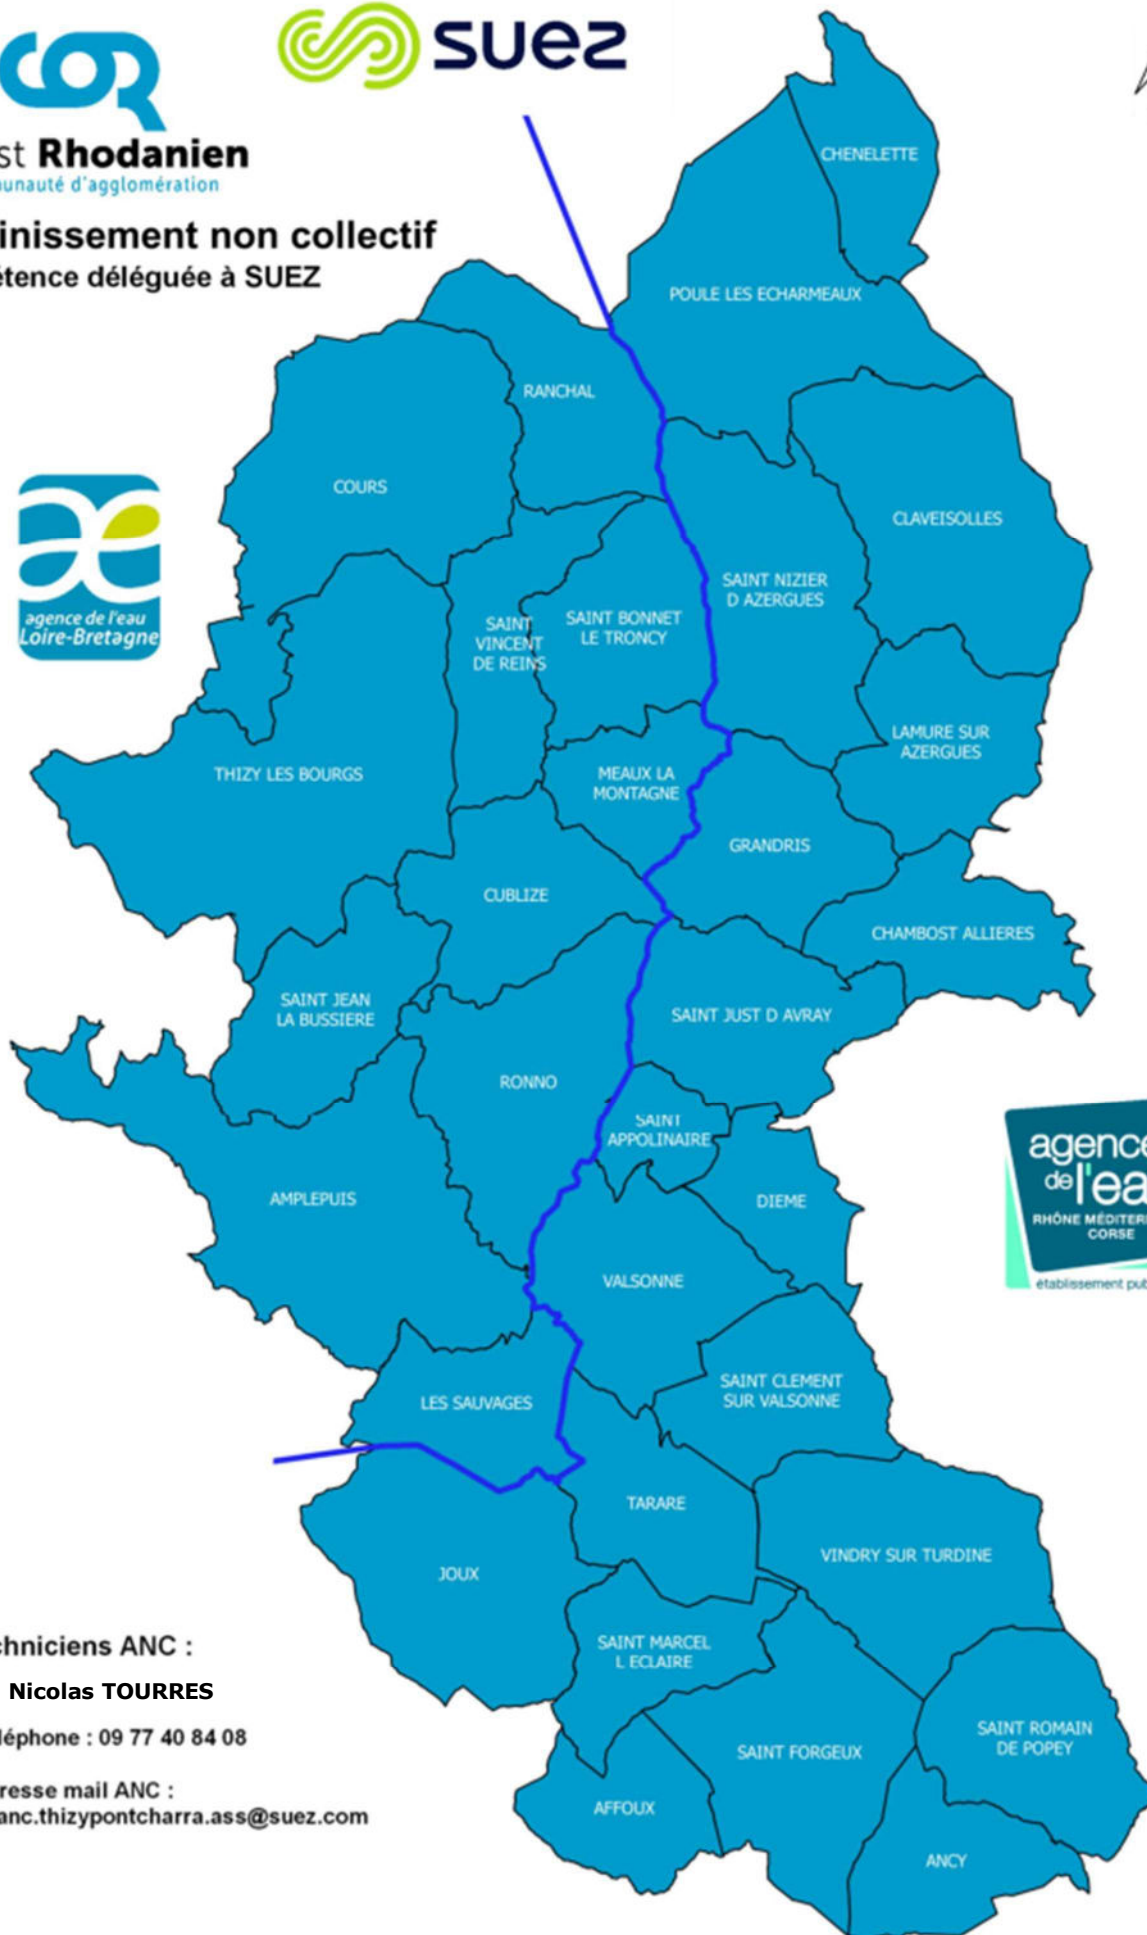 COR
suez
st Rhodanien
unauté d'agglomération
inissement non collectif
étence déléguée à SUEZ
CHENELETTE
POULE LES ECHARMEAUX
RANCHAL
COURS
CLAVEISOLLES
æ
agence de l'eau
Loire-Bretagne
SAINT NIZIER
D AZERGUES
SAINT BONNET
LE TRONCY
SAINT
VINCENT
DE REINS
LAMURE SUR
AZERGUES
THIZY LES BOURGS
MEAUX LA
MONTAGNE
GRANDRIS
CUBLIZE
CHAMBOST ALLIERES
SAINT JEAN
LA BUSSIERE
SAINT JUST D AVRAY
RONNO
SAINT
APPOLINAIRE
agence
de l'ea
RHÔNE MÉDITER
CORSE
établissement pub
AMPLEPUIS
DIEME
VALSONNE
SAINT CLEMENT
SUR VALSONNE
LES SAUVAGES
TARARE
VINDRY SUR TURDINE
JOUX
SAINT MARCEL
L ECLAIRE
chniciens ANC :
Nicolas TOURRES
léphone : 09 77 40 84 08
resse mail ANC :
anc.thizypontcharra.ass@suez.com
SAINT ROMAIN
DE POPEY
SAINT FORGEUX
AFFOUX
ANCY